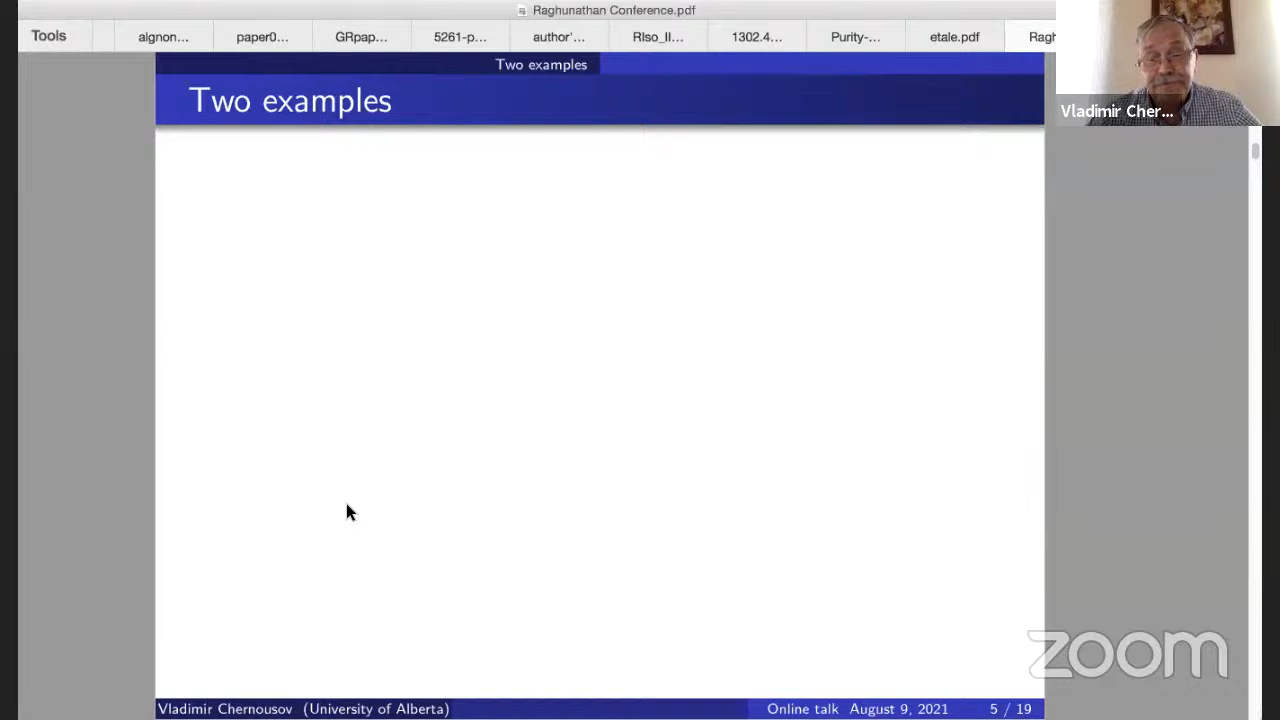 Raghunathan Conference.pdf
Tools
algnon...
paper0...
GRpap...
5261-p...
author'...
RIso_II...
1302.4...
Purity-...
etale.pdf
Ragh
Two examples
Two examples
Vladimir Cher...
zoom
Vladimir Chernousov (University of Alberta)
Online talk August 9, 2021 5 / 19